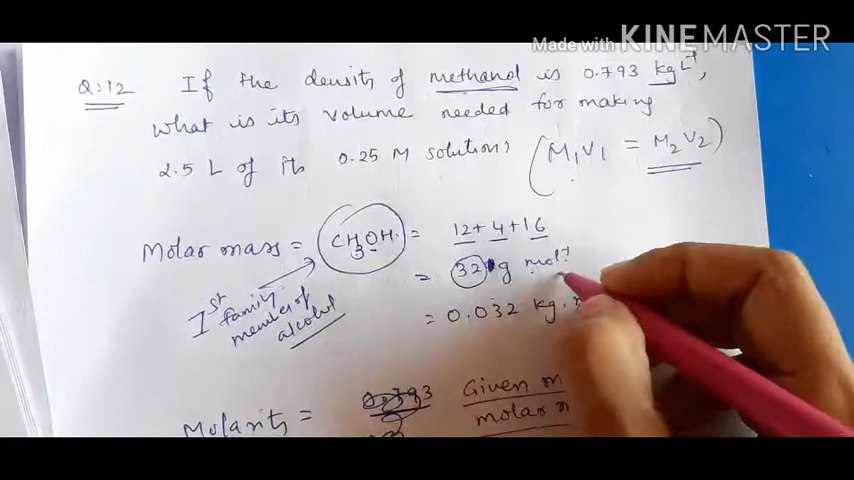 Made with KINEMASTER
Q:12 If the density of methanol is 0.793 kg L⁻¹,
what is its volume needed for making
2.5 L of its 0.25 M solution? (M₁V₁ = M₂V₂)
Molar mass = CH₃OH = 12+4+16
= 32 g mol⁻¹
Iˢᵗ family member of alcohol
= 0.032 kg.
Molarity = 0.793 Given m
molar